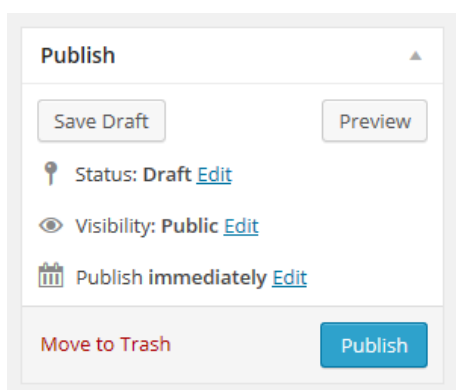 Publish
Save Draft Preview
Status: Draft Edit
Visibility: Public Edit
Publish immediately Edit
Move to Trash Publish